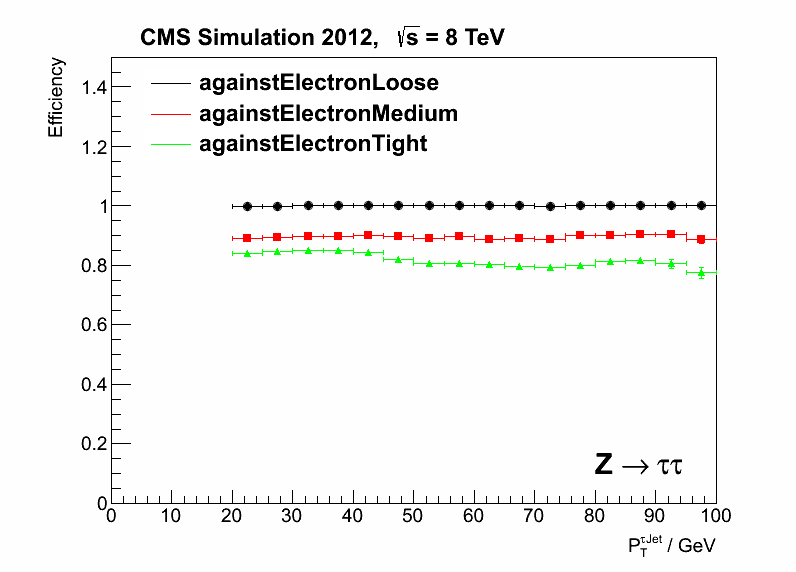 CMS Simulation 2012, √s = 8 TeV
Efficiency
againstElectronLoose
againstElectronMedium
againstElectronTight
1.4
1.2
1
0.8
0.6
0.4
0.2
0
Z → ττ
0 10 20 30 40 50 60 70 80 90 100
P_T^τJet / GeV